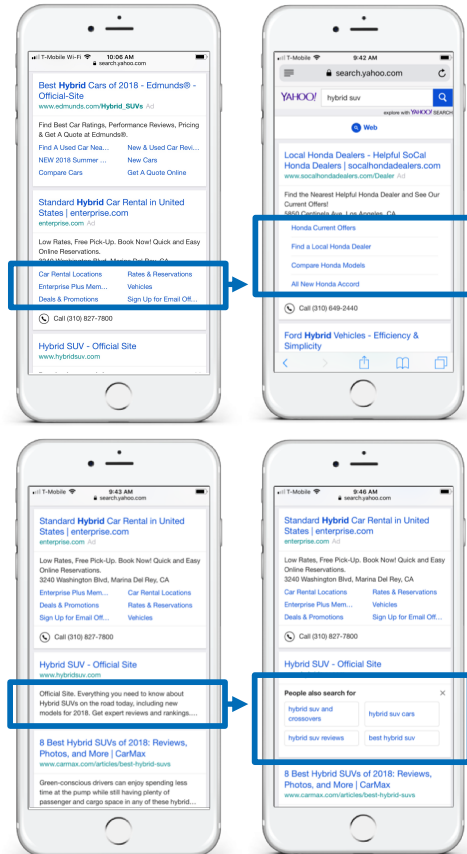 T-Mobile Wi-Fi 10:06 AM
search.yahoo.com
Best Hybrid Cars of 2018 - Edmunds® -
Official-Site
www.edmunds.com/Hybrid_SUVs Ad
Find Best Car Ratings, Performance Reviews, Pricing
& Get A Quote at Edmunds®.
Find A Used Car Nea... New & Used Car Revi...
NEW 2018 Summer ... New Cars
Compare Cars Get A Quote Online
Standard Hybrid Car Rental in United
States | enterprise.com
enterprise.com Ad
Low Rates, Free Pick-Up. Book Now! Quick and Easy
Online Reservations.
3240 Washington Blvd, Marina Del Rey, CA
Car Rental Locations Rates & Reservations
Enterprise Plus Mem... Vehicles
Deals & Promotions Sign Up for Email Off...
Call (310) 827-7800
Hybrid SUV - Official Site
www.hybridsuv.com
T-Mobile 9:42 AM
search.yahoo.com
YAHOO! hybrid suv
explore with YAHOO! SEARCH
Web
Local Honda Dealers - Helpful SoCal
Honda Dealers | socalhondadealers.com
www.socalhondadealers.com/Dealer Ad
Find the Nearest Helpful Honda Dealer and See Our
Current Offers!
5850 Centinela Ave, Los Angeles, CA
Honda Current Offers
Find a Local Honda Dealer
Compare Honda Models
All New Honda Accord
Call (310) 649-2440
Ford Hybrid Vehicles - Efficiency &
Simplicity
T-Mobile 9:43 AM
search.yahoo.com
Standard Hybrid Car Rental in United
States | enterprise.com
enterprise.com Ad
Low Rates, Free Pick-Up. Book Now! Quick and Easy
Online Reservations.
3240 Washington Blvd, Marina Del Rey, CA
Enterprise Plus Mem... Car Rental Locations
Deals & Promotions Rates & Reservations
Sign Up for Email Off... Vehicles
Call (310) 827-7800
Hybrid SUV - Official Site
www.hybridsuv.com
Official Site. Everything you need to know about
Hybrid SUVs on the road today, including new
models for 2018. Get expert reviews and rankings....
8 Best Hybrid SUVs of 2018: Reviews,
Photos, and More | CarMax
www.carmax.com/articles/best-hybrid-suvs
Green-conscious drivers can enjoy spending less
time at the pump while still having plenty of
passenger and cargo space in any of these hybrid...
T-Mobile 9:46 AM
search.yahoo.com
Standard Hybrid Car Rental in United
States | enterprise.com
enterprise.com Ad
Low Rates, Free Pick-Up. Book Now! Quick and Easy
Online Reservations.
3240 Washington Blvd, Marina Del Rey, CA
Car Rental Locations Rates & Reservations
Enterprise Plus Mem... Vehicles
Deals & Promotions Sign Up for Email Off...
Call (310) 827-7800
Hybrid SUV - Official Site
People also search for
hybrid suv and
crossovers
hybrid suv cars
hybrid suv reviews
best hybrid suv
8 Best Hybrid SUVs of 2018: Reviews,
Photos, and More | CarMax
www.carmax.com/articles/best-hybrid-suvs